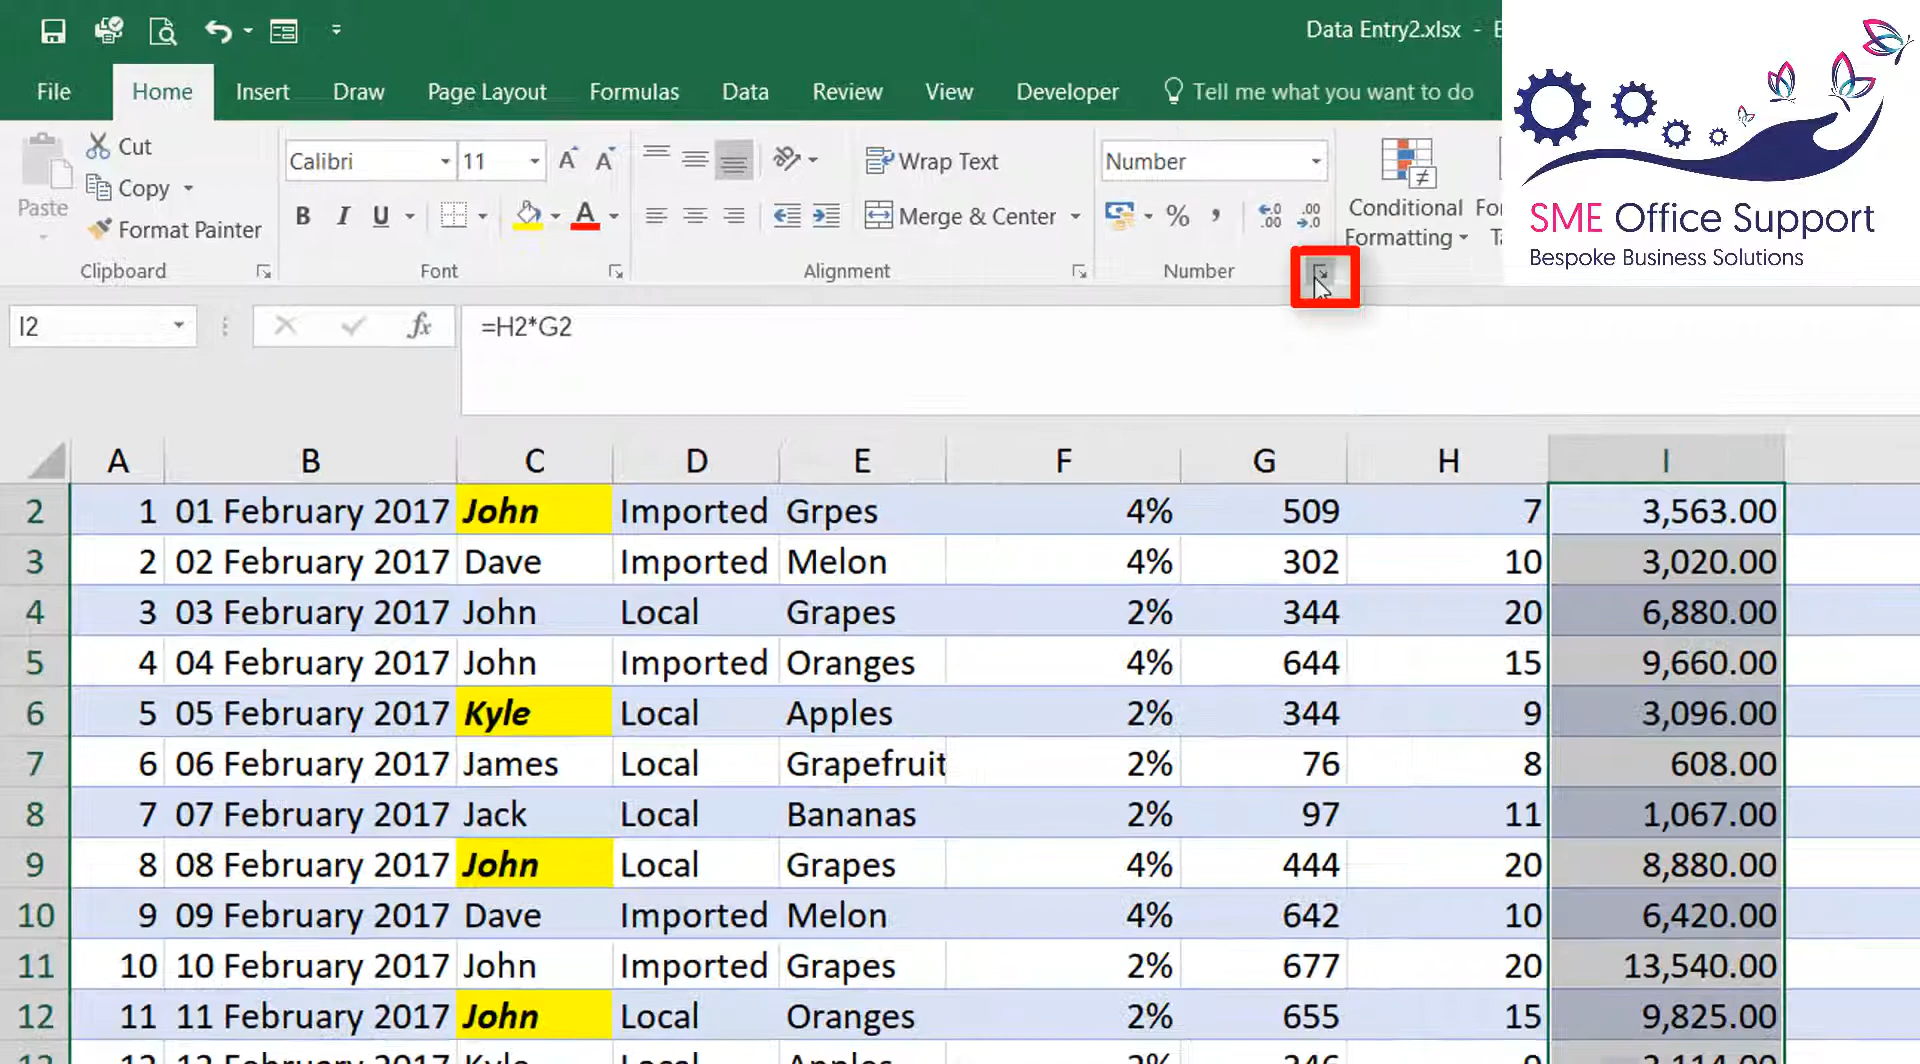 Data Entry2.xlsx -
File Home Insert Draw Page Layout Formulas Data Review View Developer Tell me what you want to do
SME Office Support
Bespoke Business Solutions
Paste
Cut
Copy
Format Painter
Clipboard
Calibri 11
B I U A
Font
Wrap Text
Merge & Center
Alignment
Number
%
Number
Conditional
Formatting
I2 fx =H2*G2
A B C D E F G H I
2 1 01 February 2017 John Imported Grpes 4% 509 7 3,563.00
3 2 02 February 2017 Dave Imported Melon 4% 302 10 3,020.00
4 3 03 February 2017 John Local Grapes 2% 344 20 6,880.00
5 4 04 February 2017 John Imported Oranges 4% 644 15 9,660.00
6 5 05 February 2017 Kyle Local Apples 2% 344 9 3,096.00
7 6 06 February 2017 James Local Grapefruit 2% 76 8 608.00
8 7 07 February 2017 Jack Local Bananas 2% 97 11 1,067.00
9 8 08 February 2017 John Local Grapes 4% 444 20 8,880.00
10 9 09 February 2017 Dave Imported Melon 4% 642 10 6,420.00
11 10 10 February 2017 John Imported Grapes 2% 677 20 13,540.00
12 11 11 February 2017 John Local Oranges 2% 655 15 9,825.00